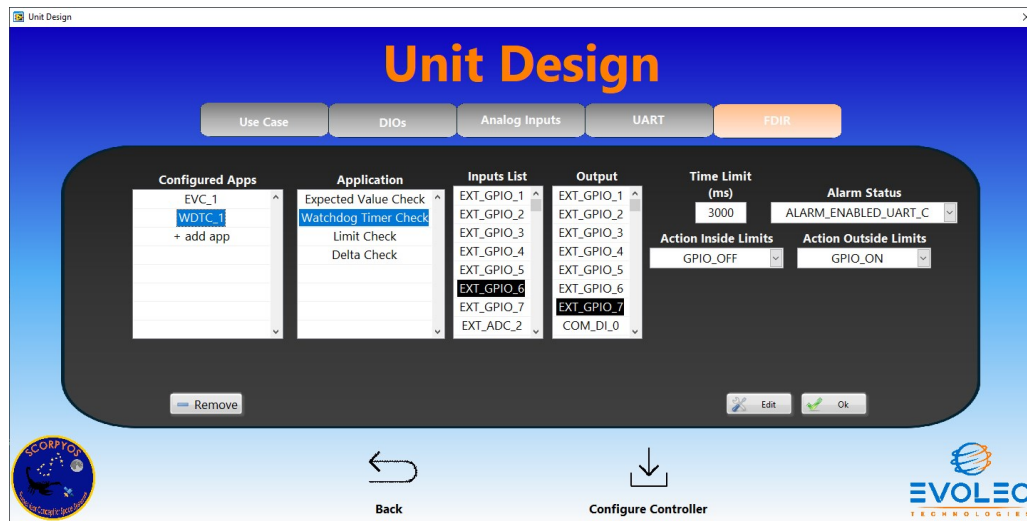 Unit Design
Unit Design
Use Case
DIOs
Analog Inputs
UART
FDIR
Configured Apps
EVC_1
WDTC_1
+ add app
Application
Expected Value Check
Watchdog Timer Check
Limit Check
Delta Check
Inputs List
EXT_GPIO_1
EXT_GPIO_2
EXT_GPIO_3
EXT_GPIO_4
EXT_GPIO_5
EXT_GPIO_6
EXT_GPIO_7
EXT_ADC_2
Output
EXT_GPIO_1
EXT_GPIO_2
EXT_GPIO_3
EXT_GPIO_4
EXT_GPIO_5
EXT_GPIO_6
EXT_GPIO_7
COM_DI_0
Time Limit
(ms)
3000
Alarm Status
ALARM_ENABLED_UART_C
Action Inside Limits
GPIO_OFF
Action Outside Limits
GPIO_ON
Remove
Edit
Ok
SCORPYOS
Back
Configure Controller
EVOLEO
TECHNOLOGIES